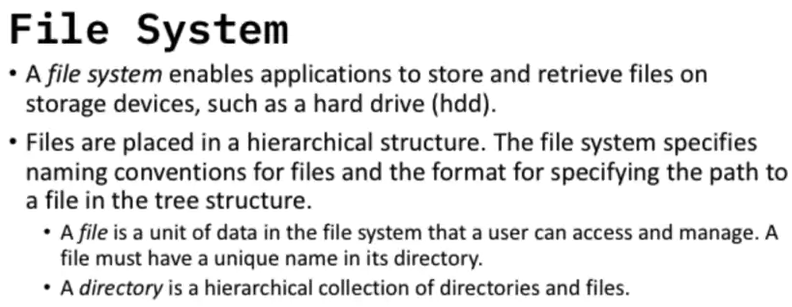 File System
• A file system enables applications to store and retrieve files on
storage devices, such as a hard drive (hdd).
• Files are placed in a hierarchical structure. The file system specifies
naming conventions for files and the format for specifying the path to
a file in the tree structure.
• A file is a unit of data in the file system that a user can access and manage. A
file must have a unique name in its directory.
• A directory is a hierarchical collection of directories and files.